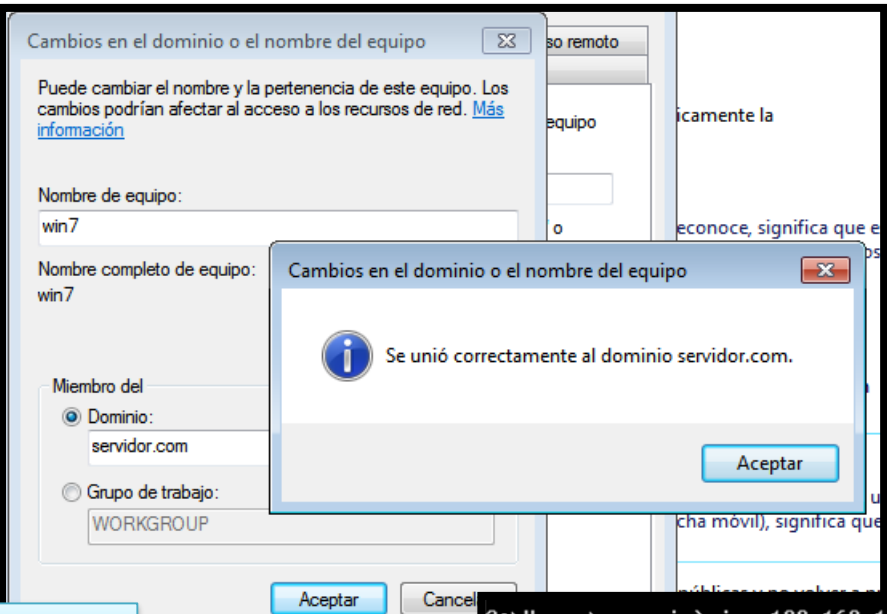 Cambios en el dominio o el nombre del equipo
so remoto
Puede cambiar el nombre y la pertenencia de este equipo. Los
cambios podrían afectar al acceso a los recursos de red. Más
información
equipo
icamente la
Nombre de equipo:
win7
o
econoce, significa que e
Nombre completo de equipo:
win7
Cambios en el dominio o el nombre del equipo
Se unió correctamente al dominio servidor.com.
Aceptar
Miembro del
Dominio:
servidor.com
Grupo de trabajo:
WORKGROUP
cha móvil), significa que
Aceptar
Cancel